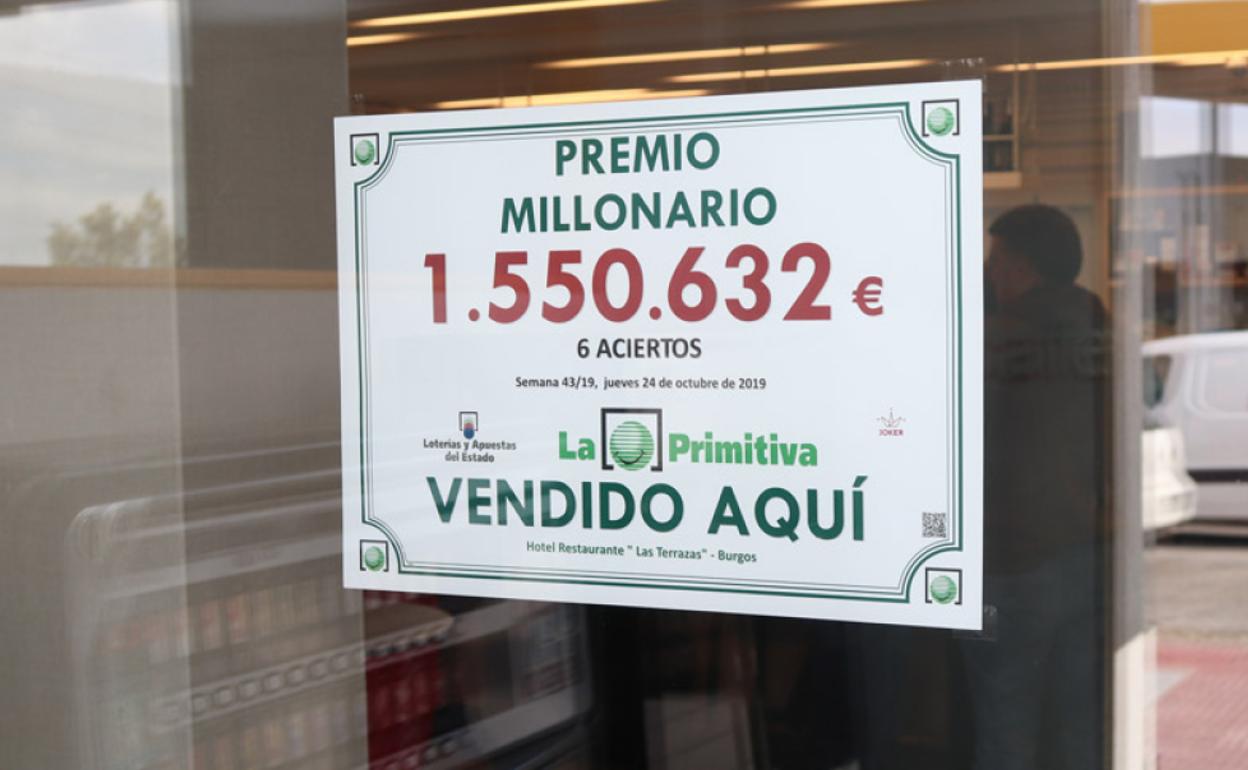 PREMIO
MILLONARIO
1.550.632 €
6 ACIERTOS
Semana 43/19, jueves 24 de octubre de 2019
Loterías y Apuestas
del Estado
La Primitiva
JOKER
VENDIDO AQUÍ
Hotel Restaurante " Las Terrazas" - Burgos